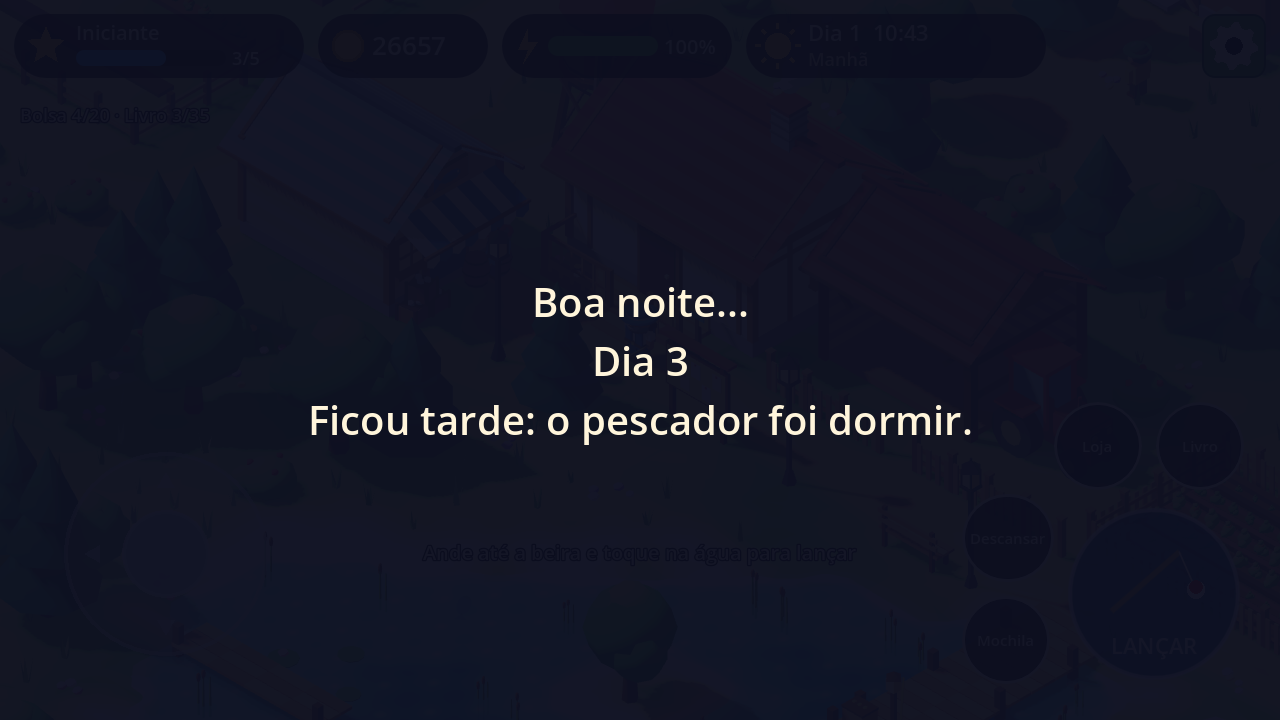 Iniciante
3/5
26657
100%
Dia 1 10:43
Manhã
Bolsa 4/20 · Livro 3/35
Boa noite...
Dia 3
Ficou tarde: o pescador foi dormir.
Loja
Livro
Descansar
Ande até a beira e toque na água para lançar
Mochila
LANÇAR